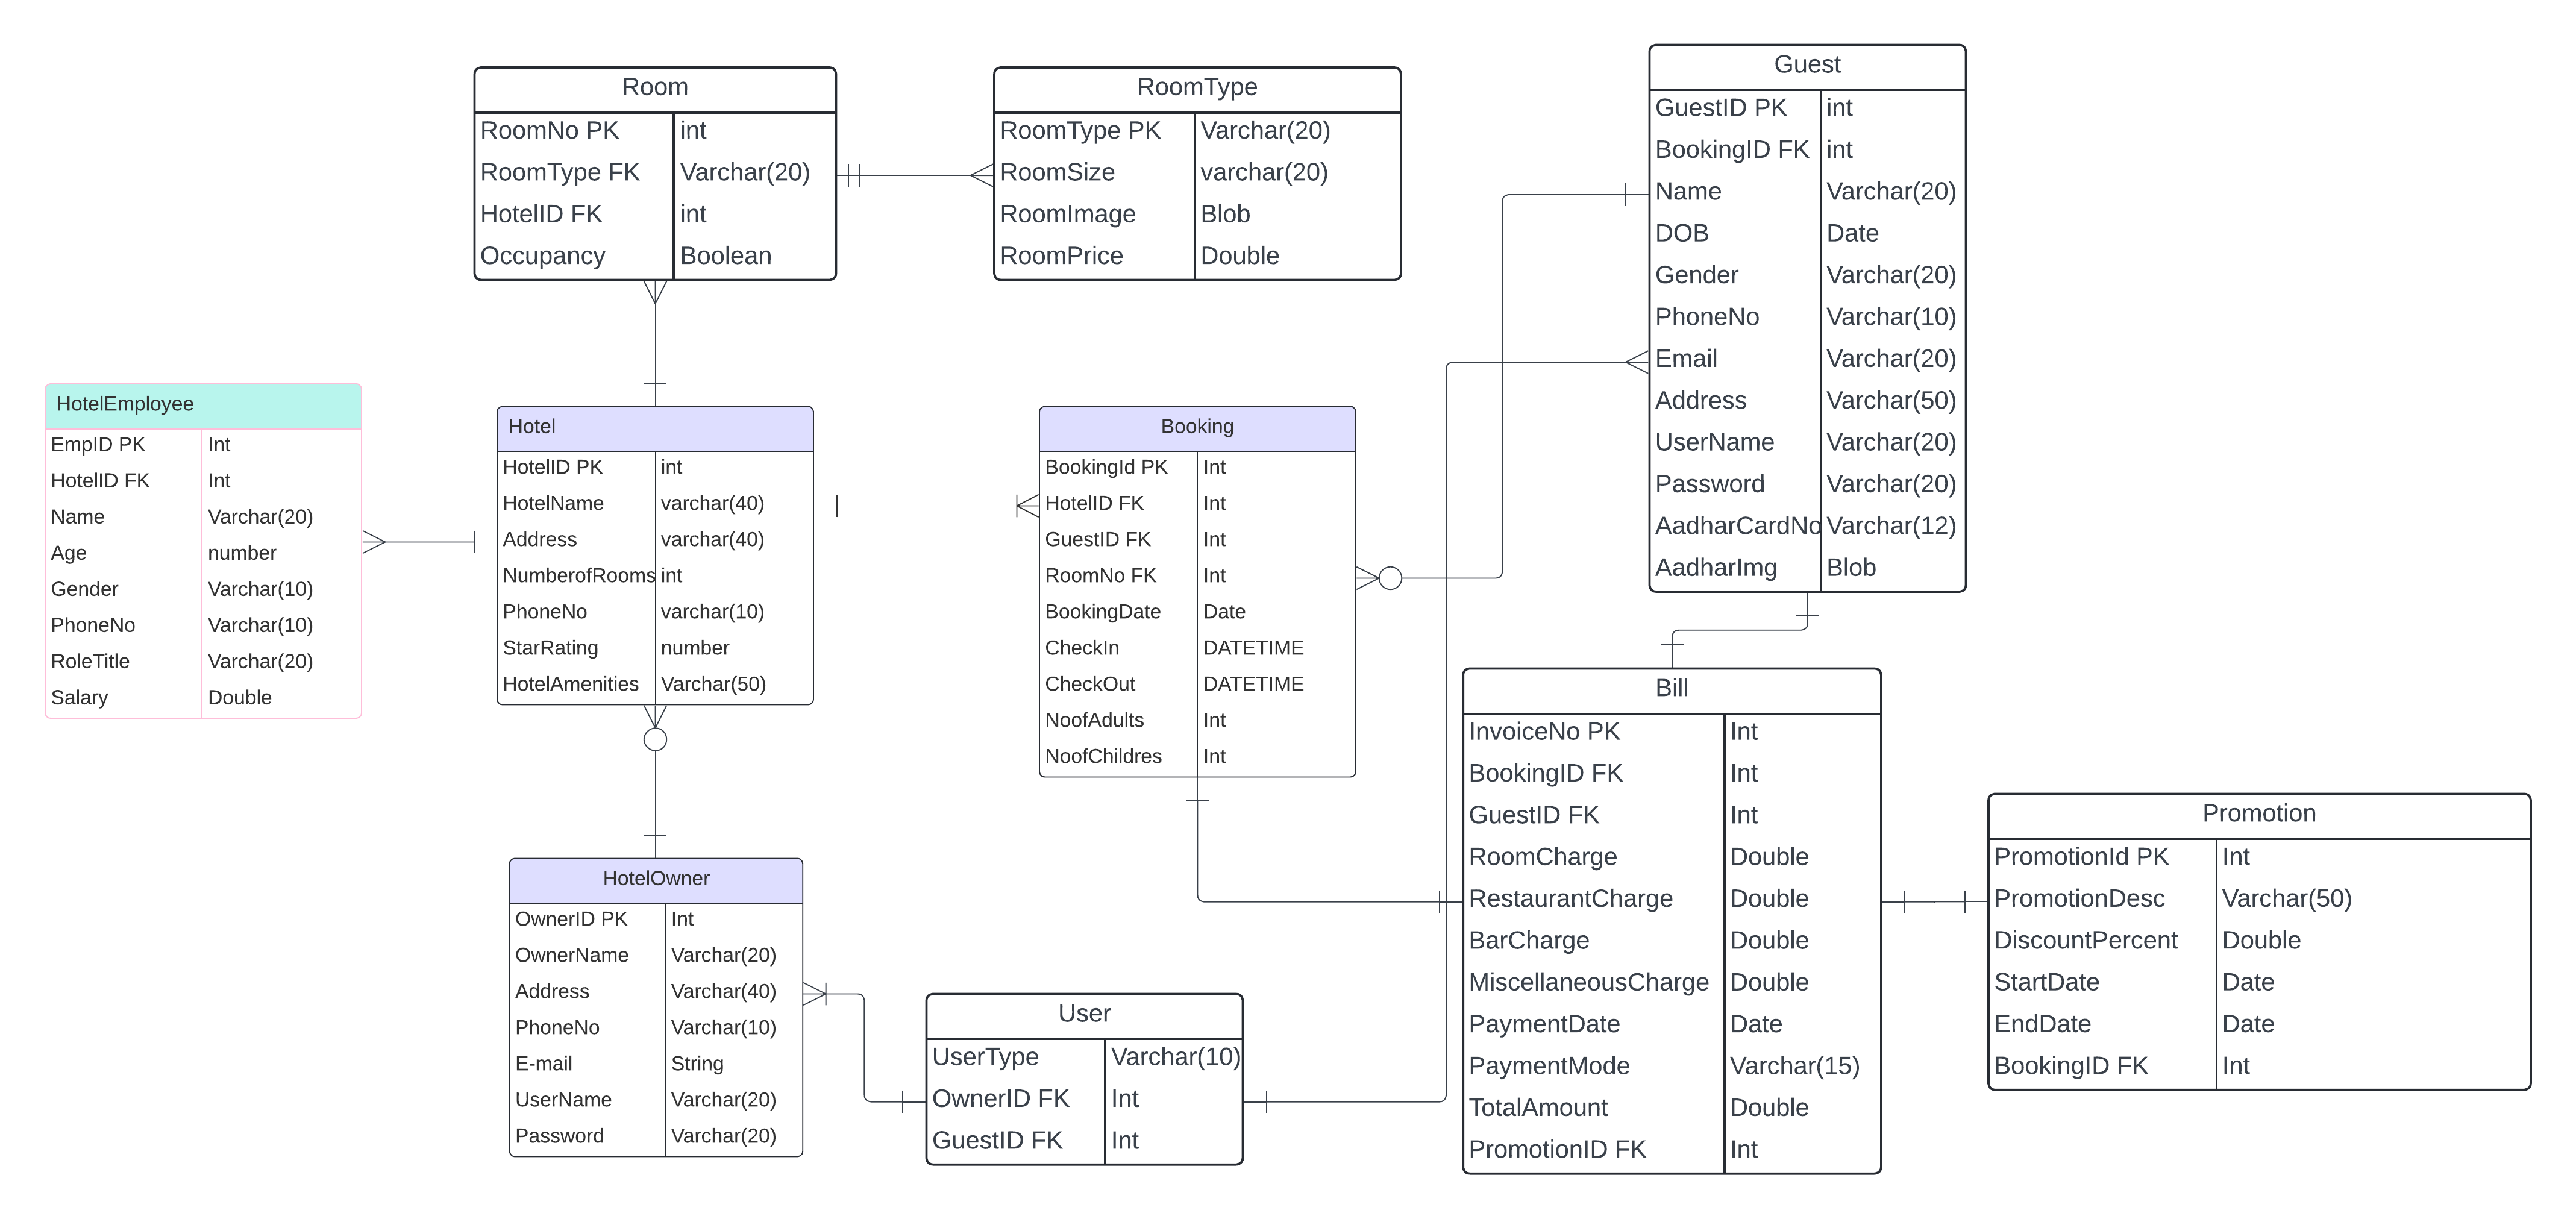 Room
RoomNo PK int
RoomType FK Varchar(20)
HotelID FK int
Occupancy Boolean
RoomType
RoomType PK Varchar(20)
RoomSize varchar(20)
RoomImage Blob
RoomPrice Double
Guest
GuestID PK int
BookingID FK int
Name Varchar(20)
DOB Date
Gender Varchar(20)
PhoneNo Varchar(10)
Email Varchar(20)
Address Varchar(50)
UserName Varchar(20)
Password Varchar(20)
AadharCardNo Varchar(12)
AadharImg Blob
HotelEmployee
EmpID PK Int
HotelID FK Int
Name Varchar(20)
Age number
Gender Varchar(10)
PhoneNo Varchar(10)
RoleTitle Varchar(20)
Salary Double
Hotel
HotelID PK int
HotelName varchar(40)
Address varchar(40)
NumberofRooms int
PhoneNo varchar(10)
StarRating number
HotelAmenities Varchar(50)
Booking
BookingId PK Int
HotelID FK Int
GuestID FK Int
RoomNo FK Int
BookingDate Date
CheckIn DATETIME
CheckOut DATETIME
NoofAdults Int
NoofChildres Int
Bill
InvoiceNo PK Int
BookingID FK Int
GuestID FK Int
RoomCharge Double
RestaurantCharge Double
BarCharge Double
MiscellaneousCharge Double
PaymentDate Date
PaymentMode Varchar(15)
TotalAmount Double
PromotionID FK Int
Promotion
PromotionId PK Int
PromotionDesc Varchar(50)
DiscountPercent Double
StartDate Date
EndDate Date
BookingID FK Int
HotelOwner
OwnerID PK Int
OwnerName Varchar(20)
Address Varchar(40)
PhoneNo Varchar(10)
E-mail String
UserName Varchar(20)
Password Varchar(20)
User
UserType Varchar(10)
OwnerID FK Int
GuestID FK Int